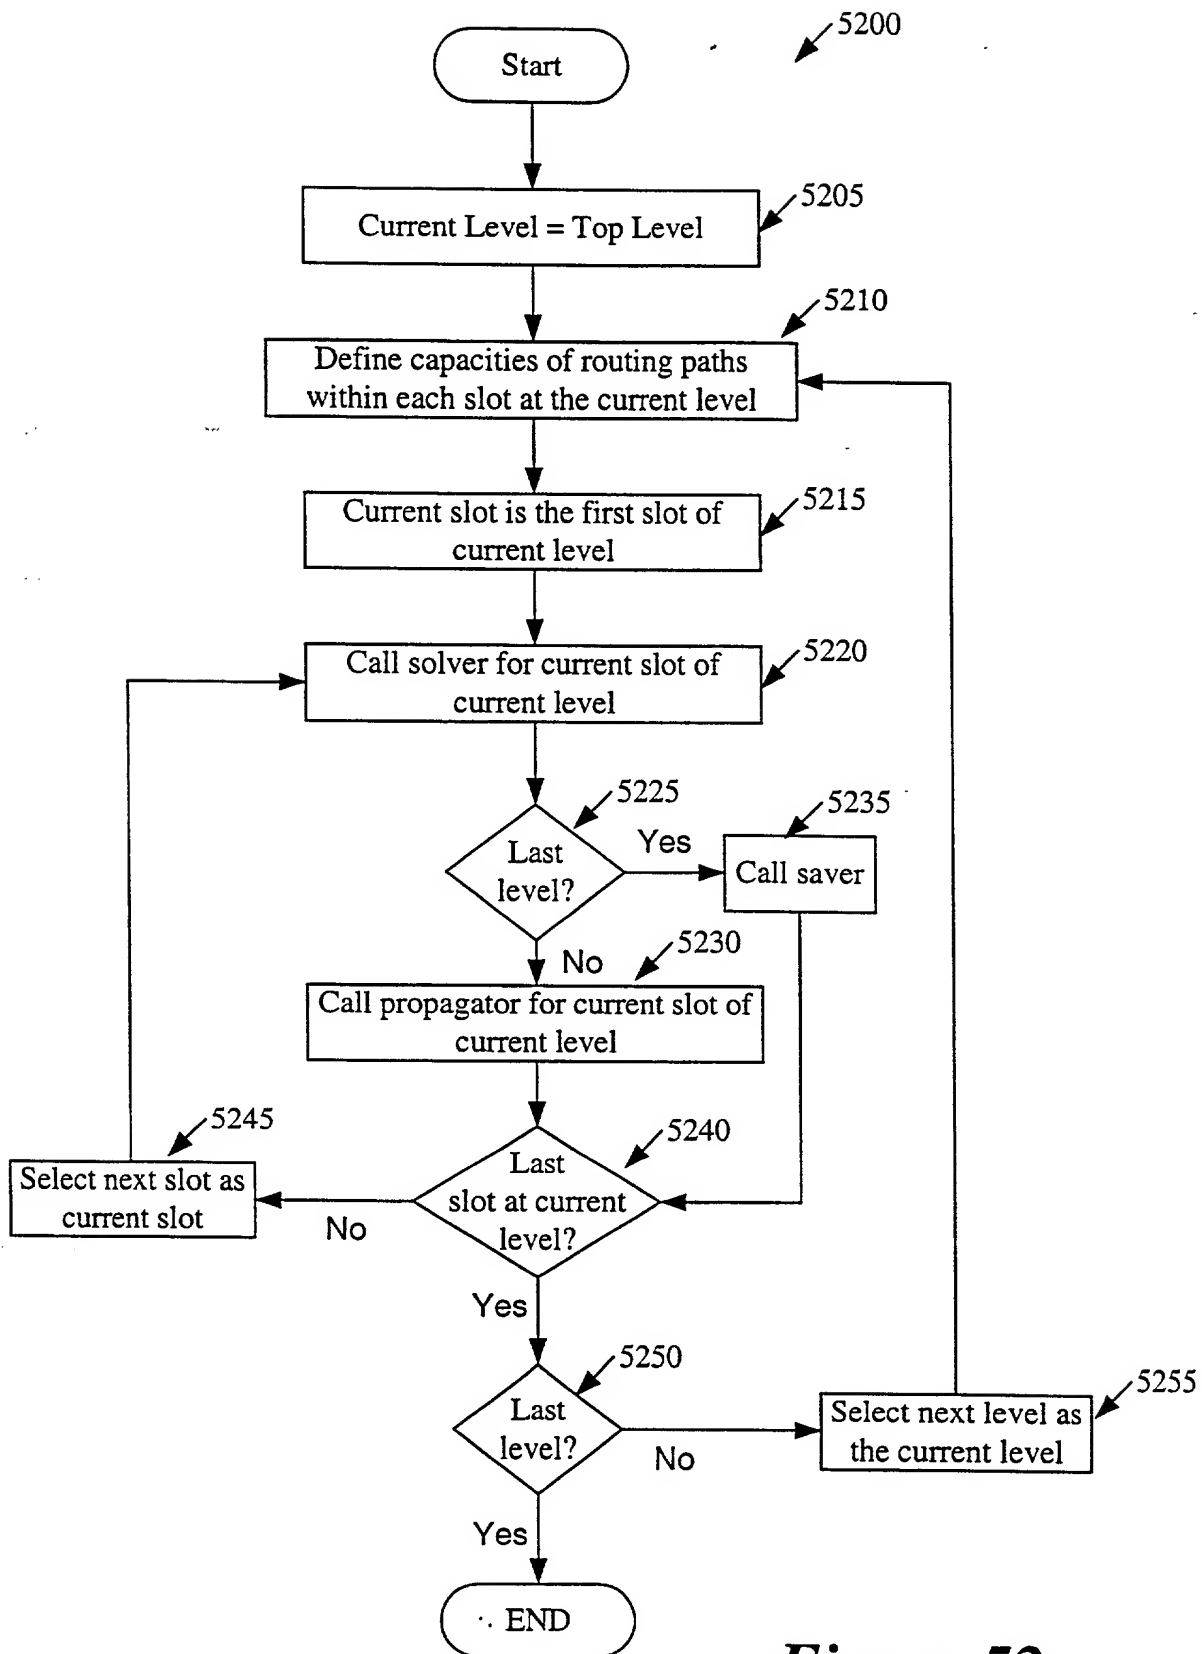 5200
Start
5205
Current Level = Top Level
5210
Define capacities of routing paths
within each slot at the current level
5215
Current slot is the first slot of
current level
5220
Call solver for current slot of
current level
5225
Last
level?
Yes
5235
Call saver
No
5230
Call propagator for current slot of
current level
5245
Select next slot as
current slot
No
5240
Last
slot at current
level?
Yes
5250
Last
level?
No
5255
Select next level as
the current level
Yes
END